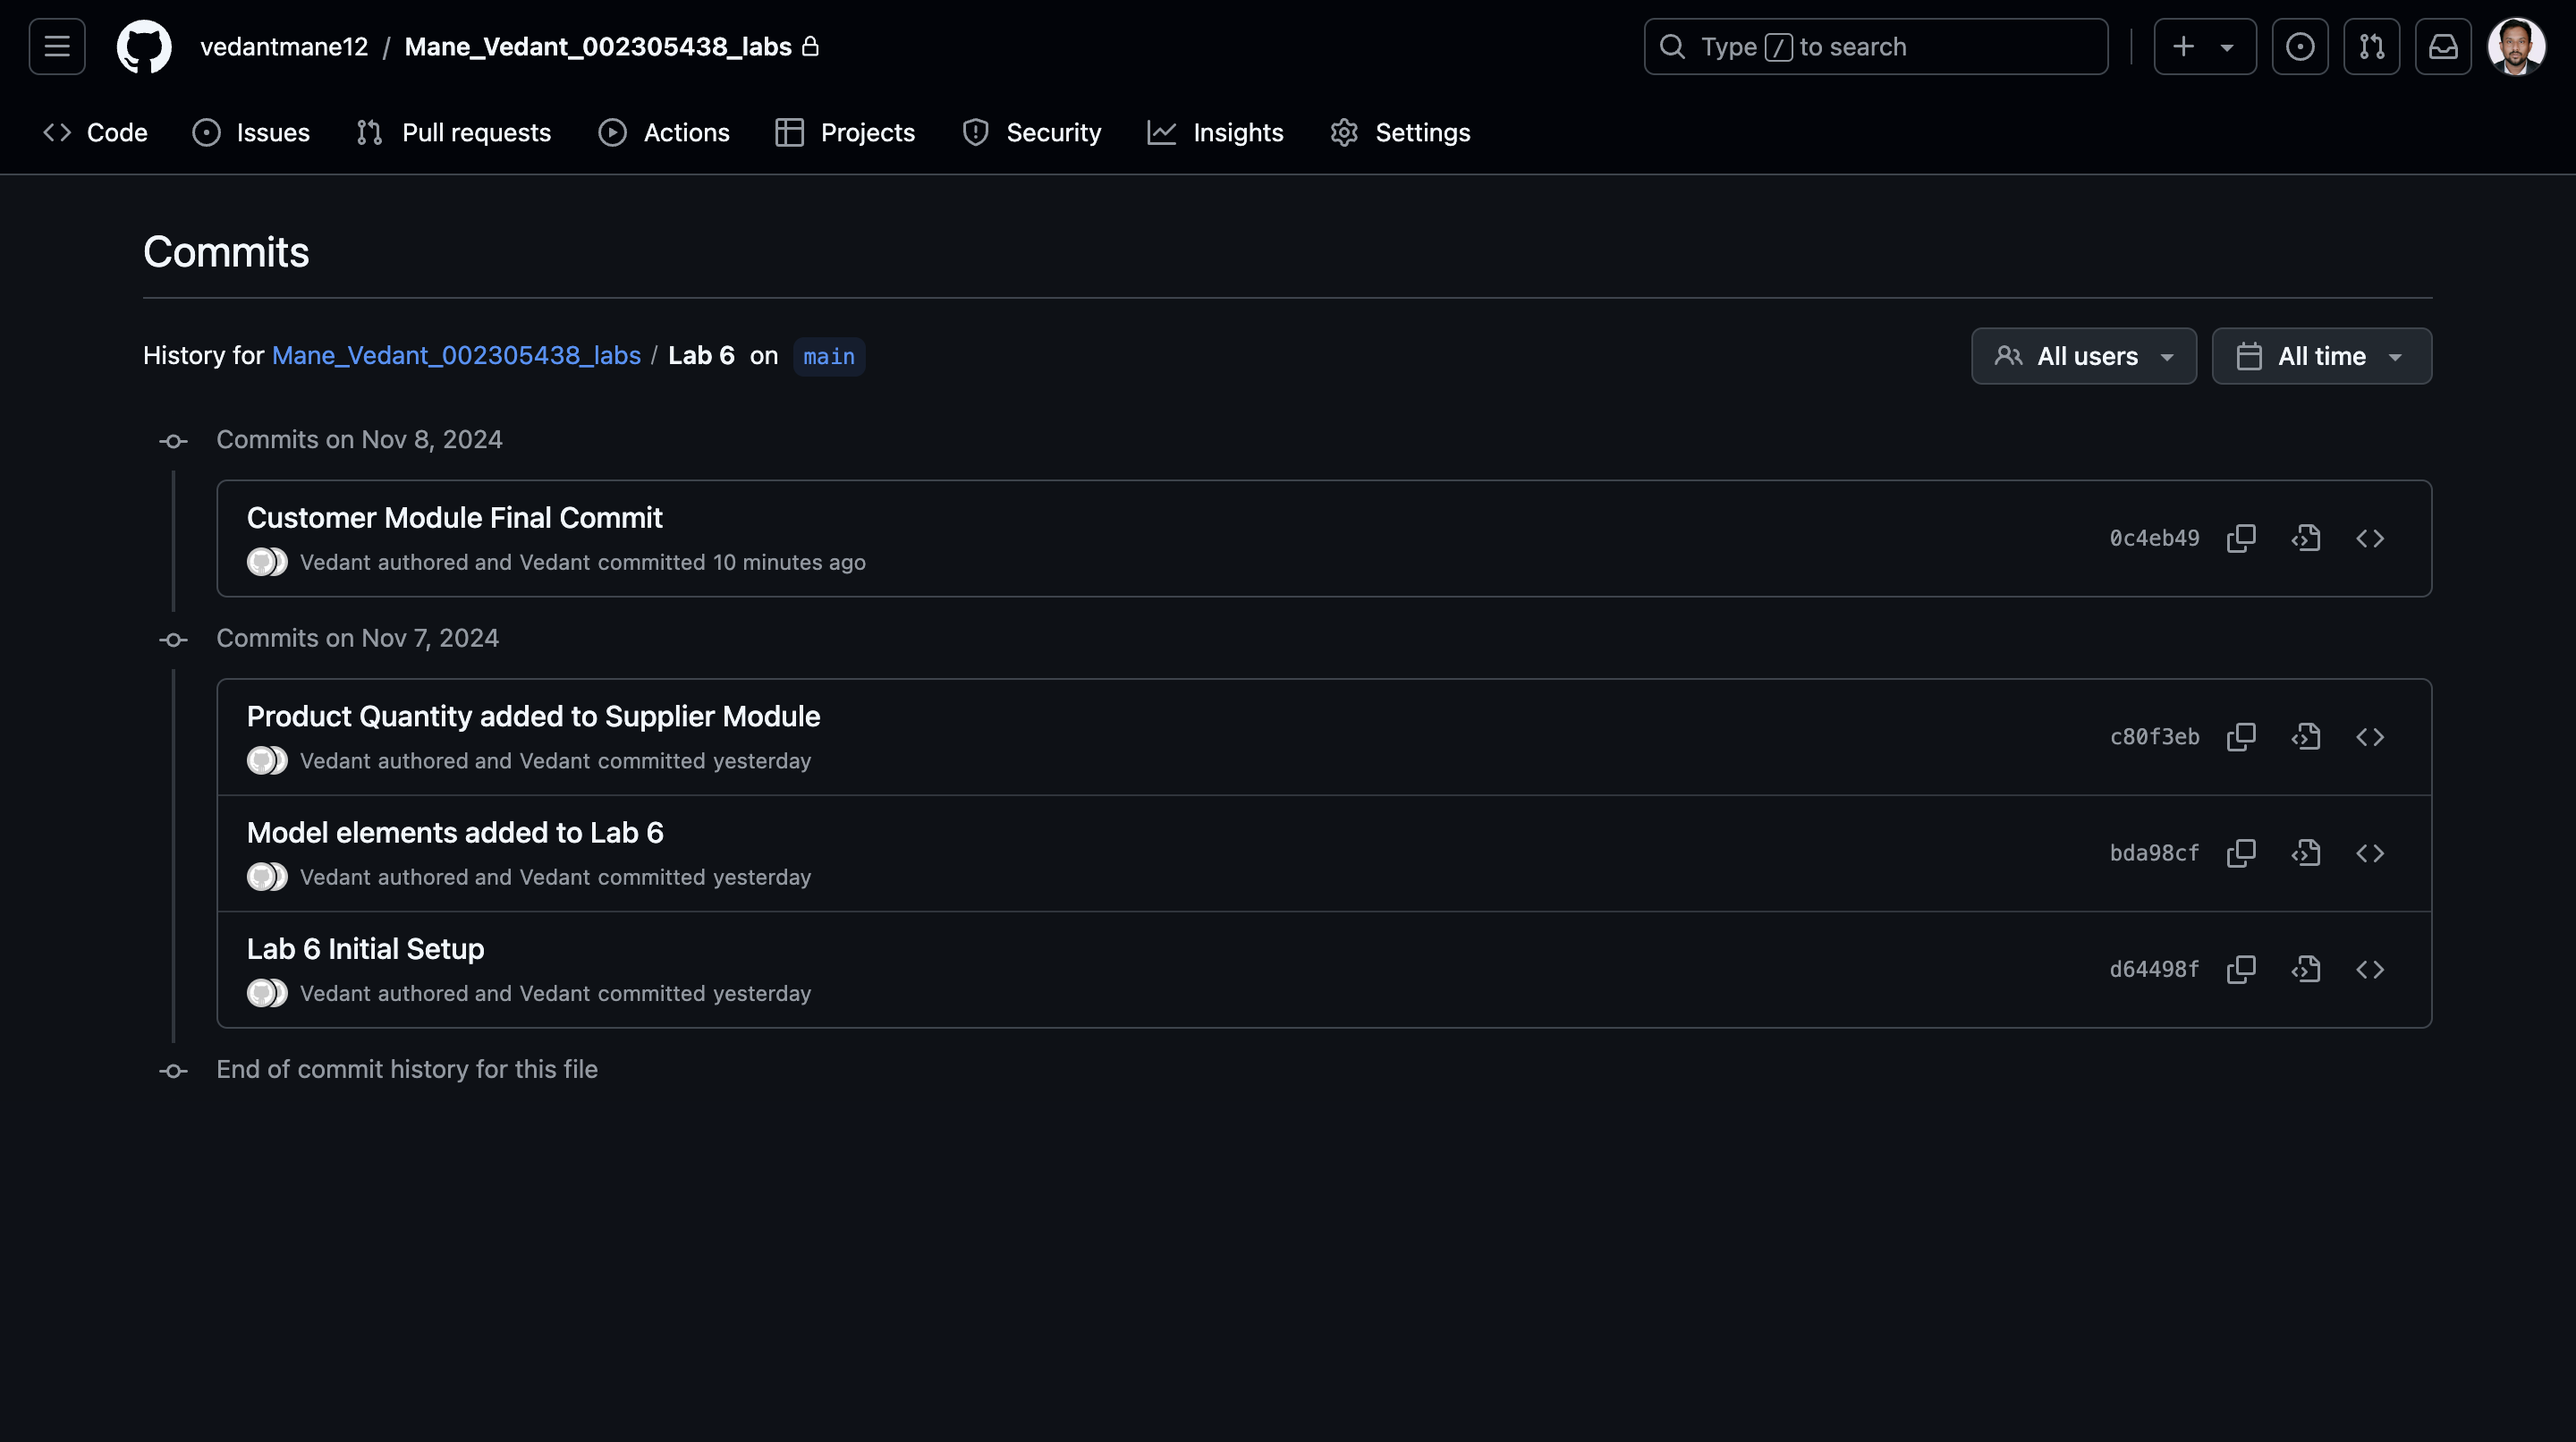 vedantmane12 / Mane_Vedant_002305438_labs
Type / to search
Code Issues Pull requests Actions Projects Security Insights Settings
Commits
History for Mane_Vedant_002305438_labs / Lab 6 on main
All users All time
Commits on Nov 8, 2024
Customer Module Final Commit
Vedant authored and Vedant committed 10 minutes ago
0c4eb49
Commits on Nov 7, 2024
Product Quantity added to Supplier Module
Vedant authored and Vedant committed yesterday
c80f3eb
Model elements added to Lab 6
Vedant authored and Vedant committed yesterday
bda98cf
Lab 6 Initial Setup
Vedant authored and Vedant committed yesterday
d64498f
End of commit history for this file